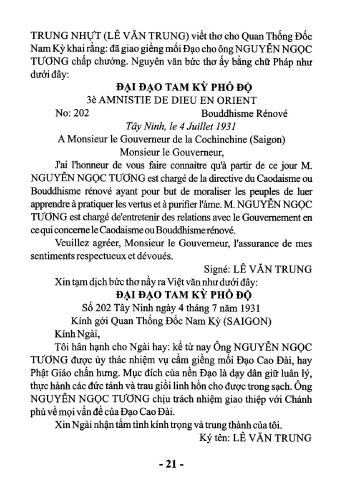 TRUNG NHỰT (LÊ VĂN TRUNG) viết thơ cho Quan Thống Đốc
Nam Kỳ khai rằng: đã giao giềng mối Đạo cho ông NGUYỄN NGỌC
TƯƠNG chấp chưởng. Nguyên văn bức thơ ấy bằng chữ Pháp như
dưới đây:
ĐẠI ĐẠO TAM KỲ PHỔ ĐỘ
3è AMNISTIE DE DIEU EN ORIENT
No: 202 Bouddhisme Rénové
Tây Ninh, le 4 Juillet 1931
A Monsieur le Gouverneur de la Cochinchine (Saigon)
Monsieur le Gouverneur,
J'ai l'honneur de vous faire connaitre qu'à partir de ce jour M.
NGUYỄN NGỌC TƯƠNG est chargé de la directive du Caodaisme ou
Bouddhisme rénové ayant pour but de moraliser les peuples de luer
apprendre à pratiquer les vertus et à purifier l'âme. M. NGUYỄN NGỌC
TƯƠNG est chargé de'entretenir des relations avec le Gouvernement en
ce qui concerne le Caodaisme ou Bouddhisme rénové.
Veuillez agréer, Monsieur le Gouverneur, l'assurance de mes
sentiments respectueux et dévoués.
Signé: LÊ VĂN TRUNG
Xin tạm dịch bức thơ nầy ra Việt văn như dưới đây:
ĐẠI ĐẠO TAM KỲ PHỔ ĐỘ
Số 202 Tây Ninh ngày 4 tháng 7 năm 1931
Kính gởi Quan Thống Đốc Nam Kỳ (SAIGON)
Kính Ngài,
Tôi hân hạnh cho Ngài hay: kể từ nay Ông NGUYỄN NGỌC
TƯƠNG được ủy thác nhiệm vụ cầm giềng mối Đạo Cao Đài, hay
Phật Giáo chấn hưng. Mục đích của nền Đạo là dạy dân giữ luân lý,
thực hành các đức tánh và trau giồi linh hồn cho được trong sạch. Ông
NGUYỄN NGỌC TƯƠNG chịu trách nhiệm giao thiệp với Chánh
phủ về mọi vấn đề của Đạo Cao Đài.
Xin Ngài nhận tấm tình kính trọng và trung thành của tôi.
Ký tên: LÊ VĂN TRUNG
- 21 -